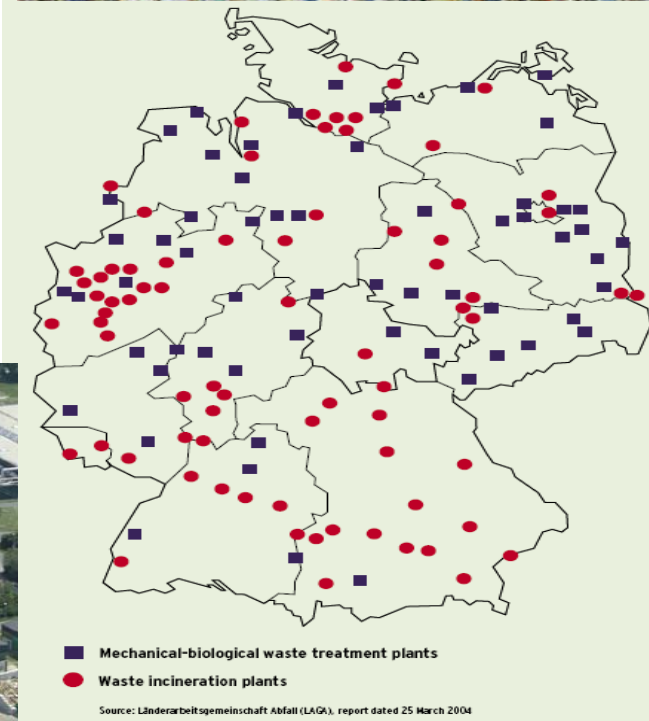 Mechanical-biological waste treatment plants
Waste incineration plants
Source: Länderarbeitsgemeinschaft Abfall (LAGA), report dated 25 March 2004